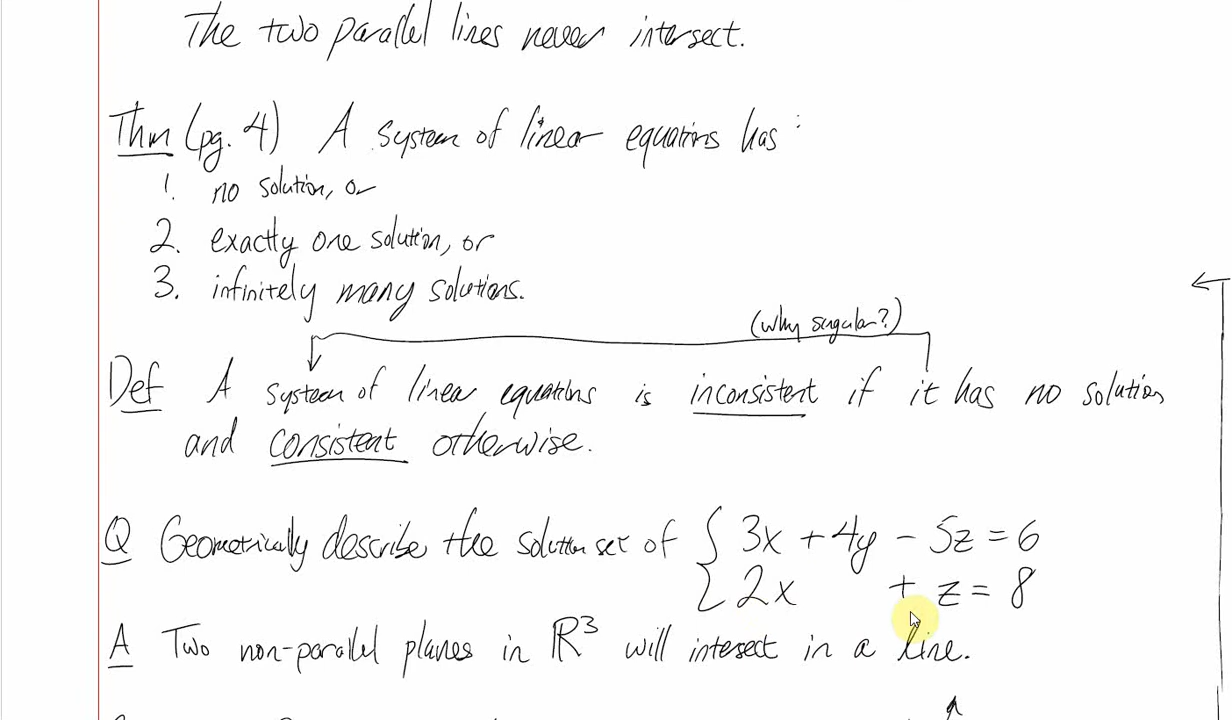 The two parallel lines never intersect.
Thm (pg. 4) A system of linear equations has:
1. no solution, or
2. exactly one solution, or
3. infinitely many solutions.
(why singular?)
Def A system of linear equations is inconsistent if it has no solution
and consistent otherwise.
Q Geometrically describe the solution set of { 3x + 4y - 5z = 6
2x + z = 8
A Two non-parallel planes in ℝ³ will intersect in a line.